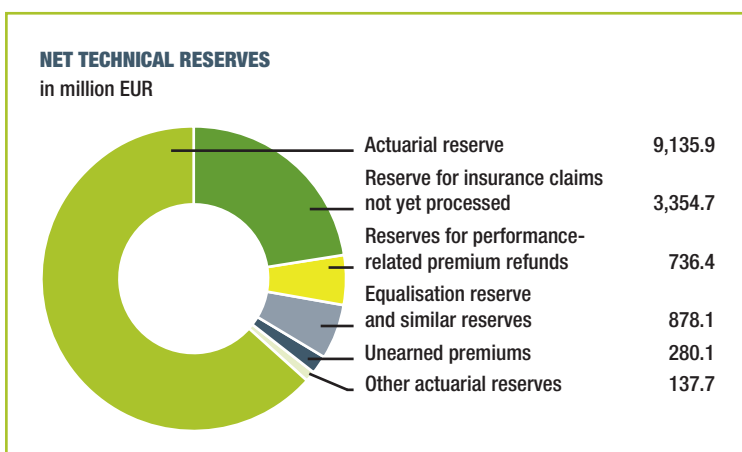 NET TECHNICAL RESERVES
in million EUR
Actuarial reserve 9,135.9
Reserve for insurance claims
not yet processed 3,354.7
Reserves for performance-
related premium refunds 736.4
Equalisation reserve
and similar reserves 878.1
Unearned premiums 280.1
Other actuarial reserves 137.7